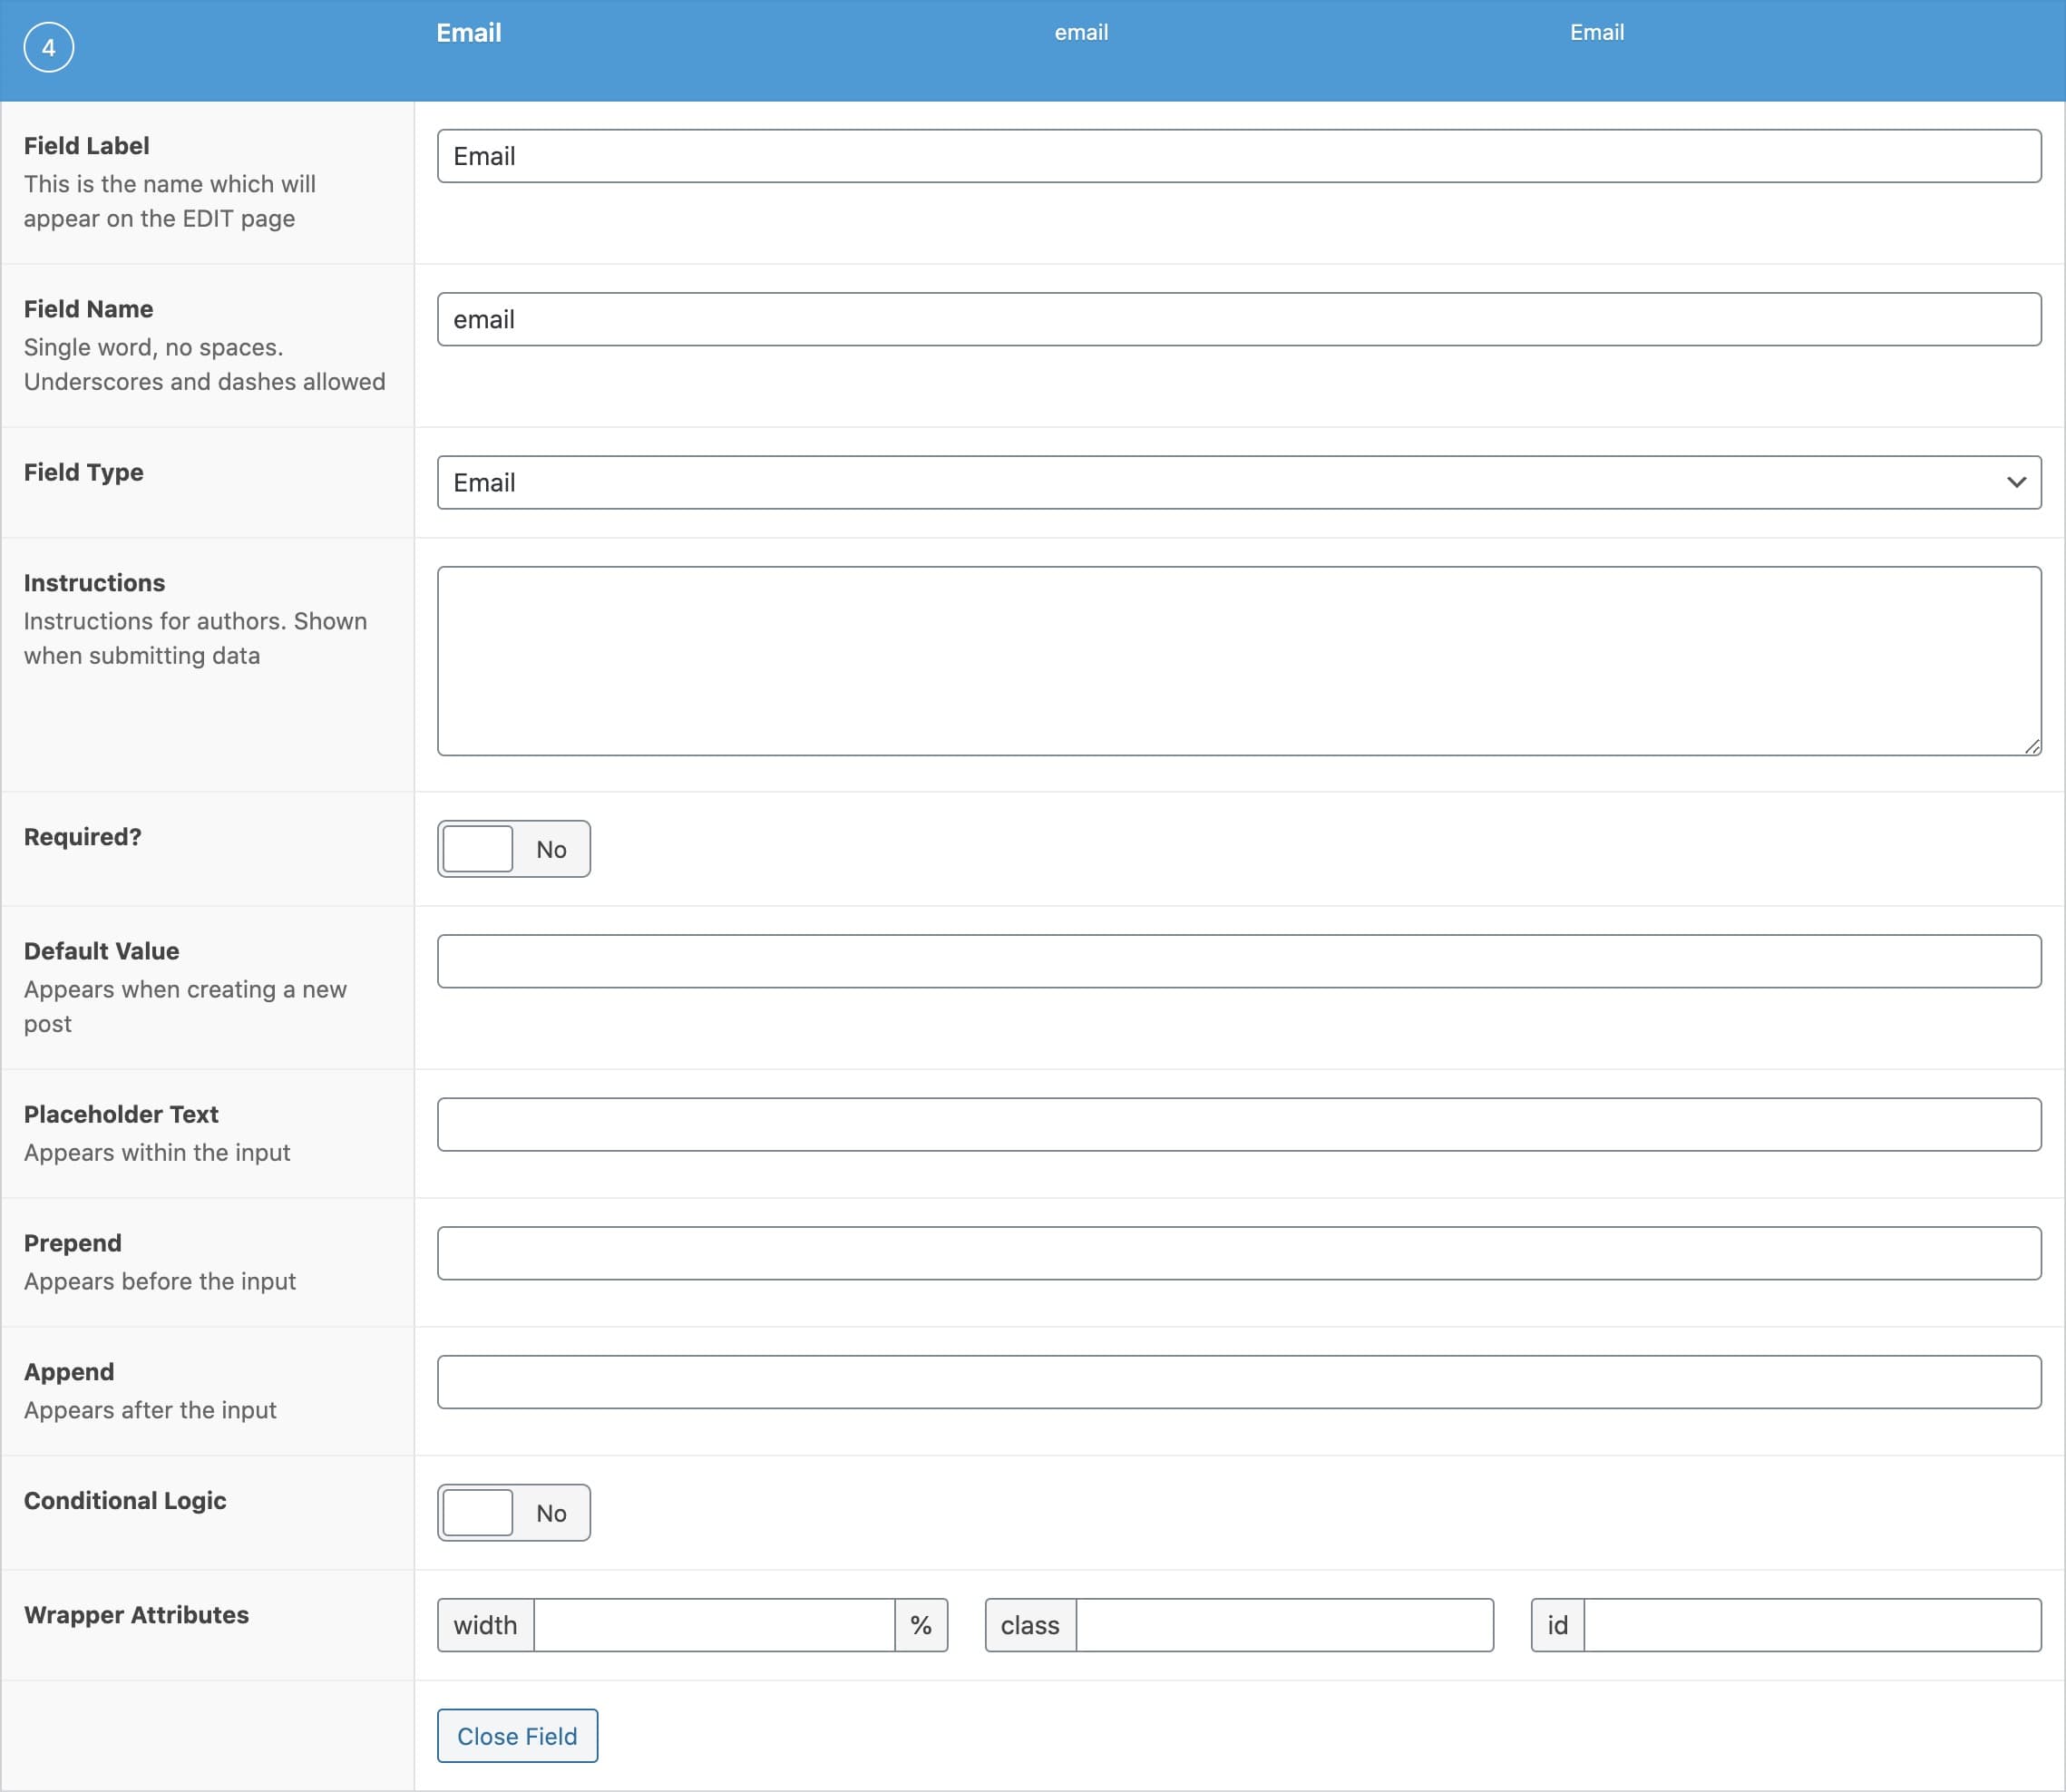 4 Email email Email
Field Label
This is the name which will
appear on the EDIT page
Email
Field Name
Single word, no spaces.
Underscores and dashes allowed
email
Field Type
Email
Instructions
Instructions for authors. Shown
when submitting data
Required?
No
Default Value
Appears when creating a new
post
Placeholder Text
Appears within the input
Prepend
Appears before the input
Append
Appears after the input
Conditional Logic
No
Wrapper Attributes
width % class id
Close Field